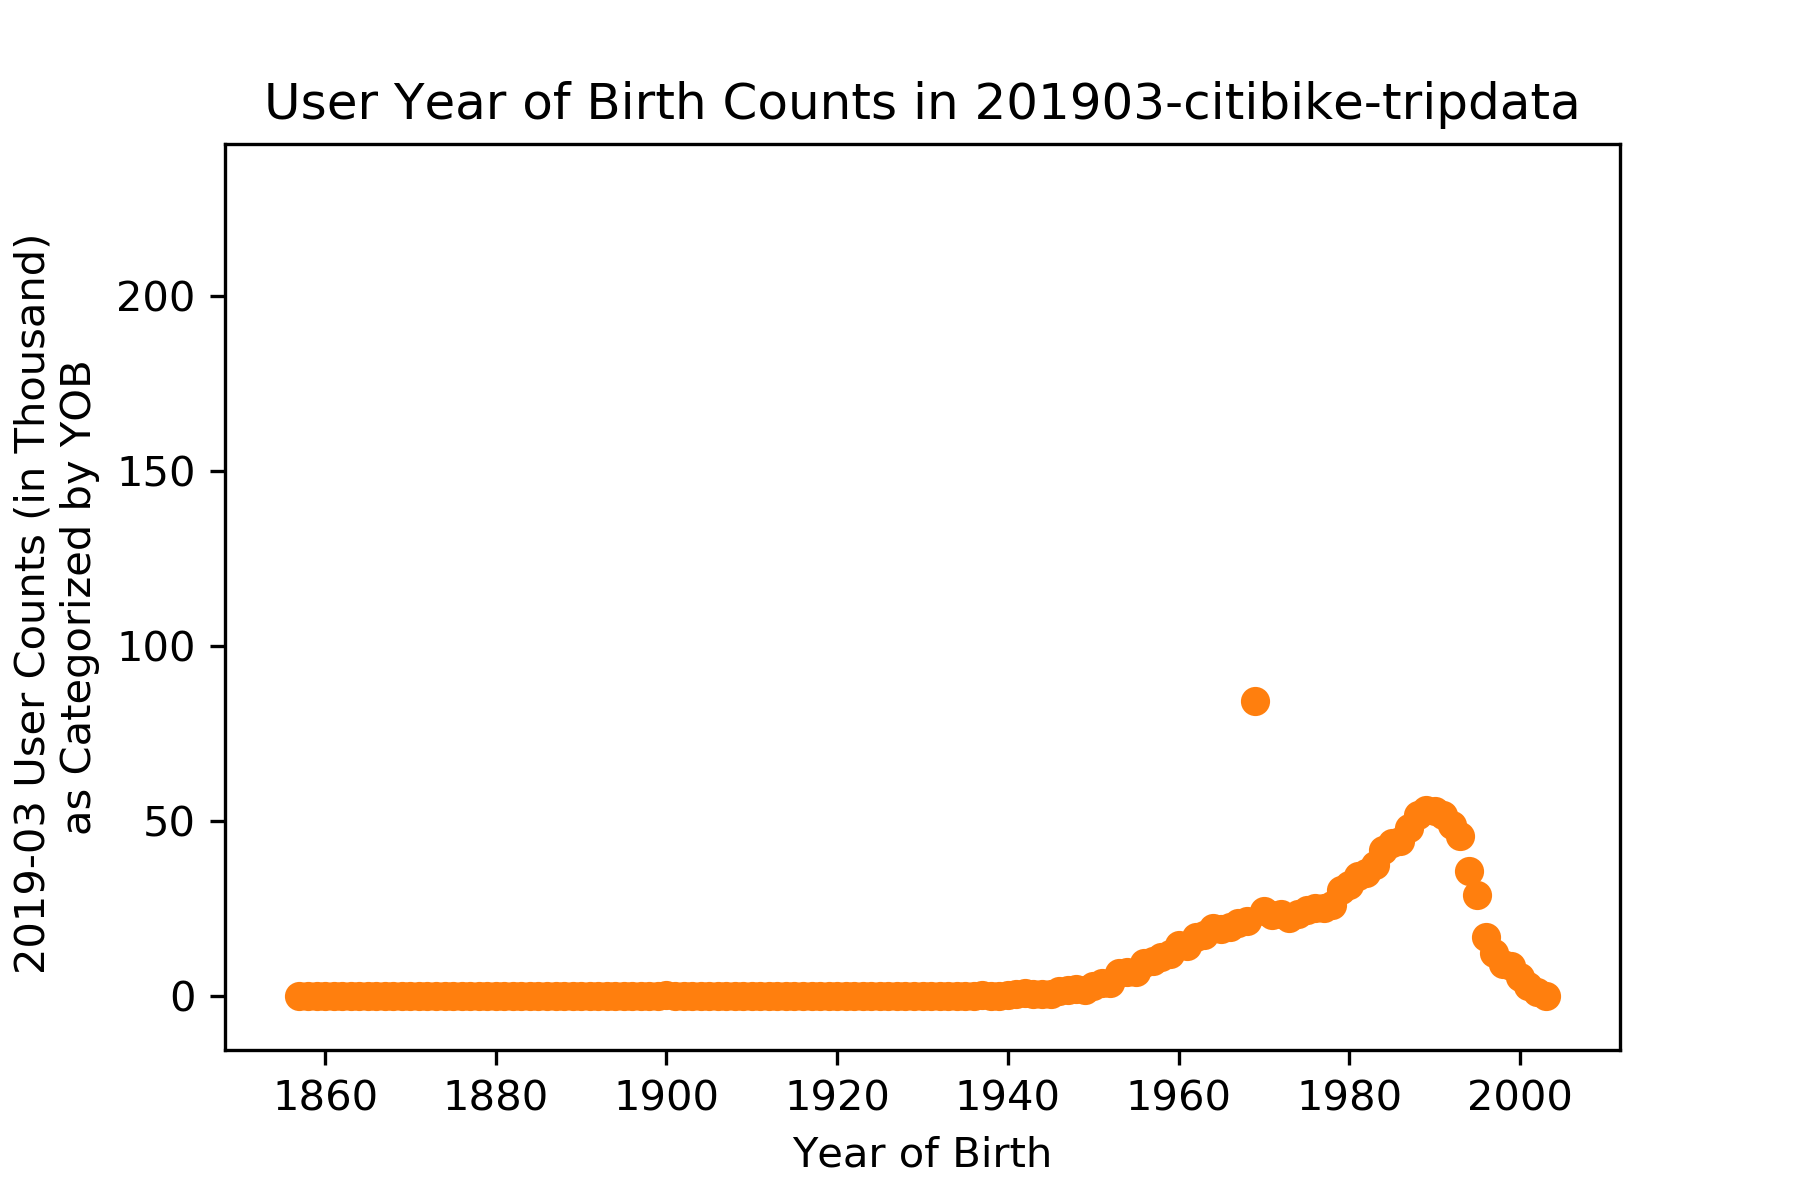 User Year of Birth Counts in 201903-citibike-tripdata
2019-03 User Counts (in Thousand)
as Categorized by YOB
200
150
100
50
0
1860 1880 1900 1920 1940 1960 1980 2000
Year of Birth